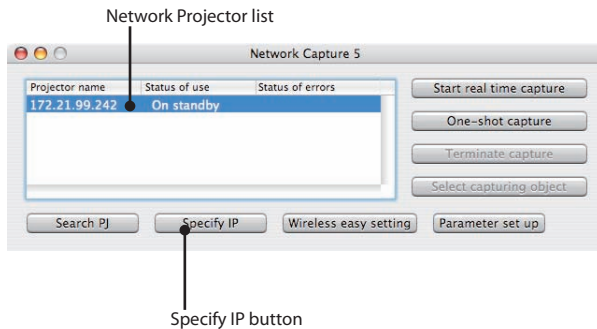 Network Projector list
Network Capture 5
Projector name Status of use Status of errors
172.21.99.242 On standby
Start real time capture
One-shot capture
Terminate capture
Select capturing object
Search PJ Specify IP Wireless easy setting Parameter set up
Specify IP button